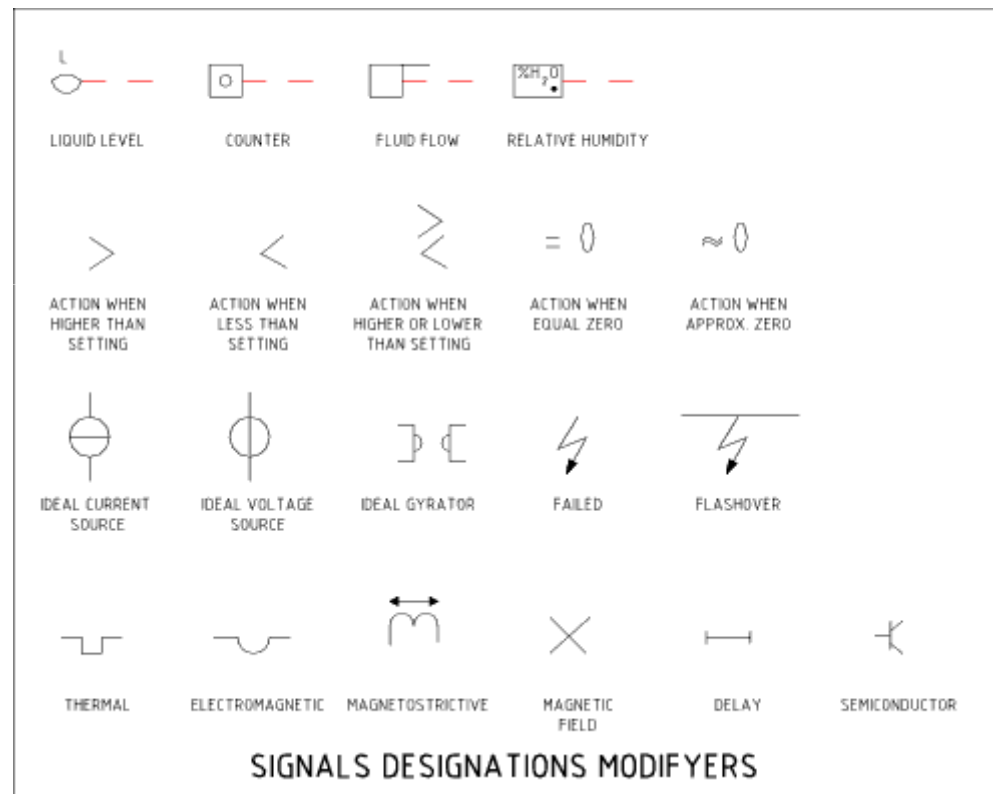 L
O
%H₂O
LIQUID LEVEL
COUNTER
FLUID FLOW
RELATIVE HUMIDITY
>
<
>
<
= 0
≈ 0
ACTION WHEN
HIGHER THAN
SETTING
ACTION WHEN
LESS THAN
SETTING
ACTION WHEN
HIGHER OR LOWER
THAN SETTING
ACTION WHEN
EQUAL ZERO
ACTION WHEN
APPROX. ZERO
IDEAL CURRENT
SOURCE
IDEAL VOLTAGE
SOURCE
IDEAL GYRATOR
FAILED
FLASHOVER
THERMAL
ELECTROMAGNETIC
MAGNETOSTRICTIVE
MAGNETIC
FIELD
DELAY
SEMICONDUCTOR
SIGNALS DESIGNATIONS MODIFYERS